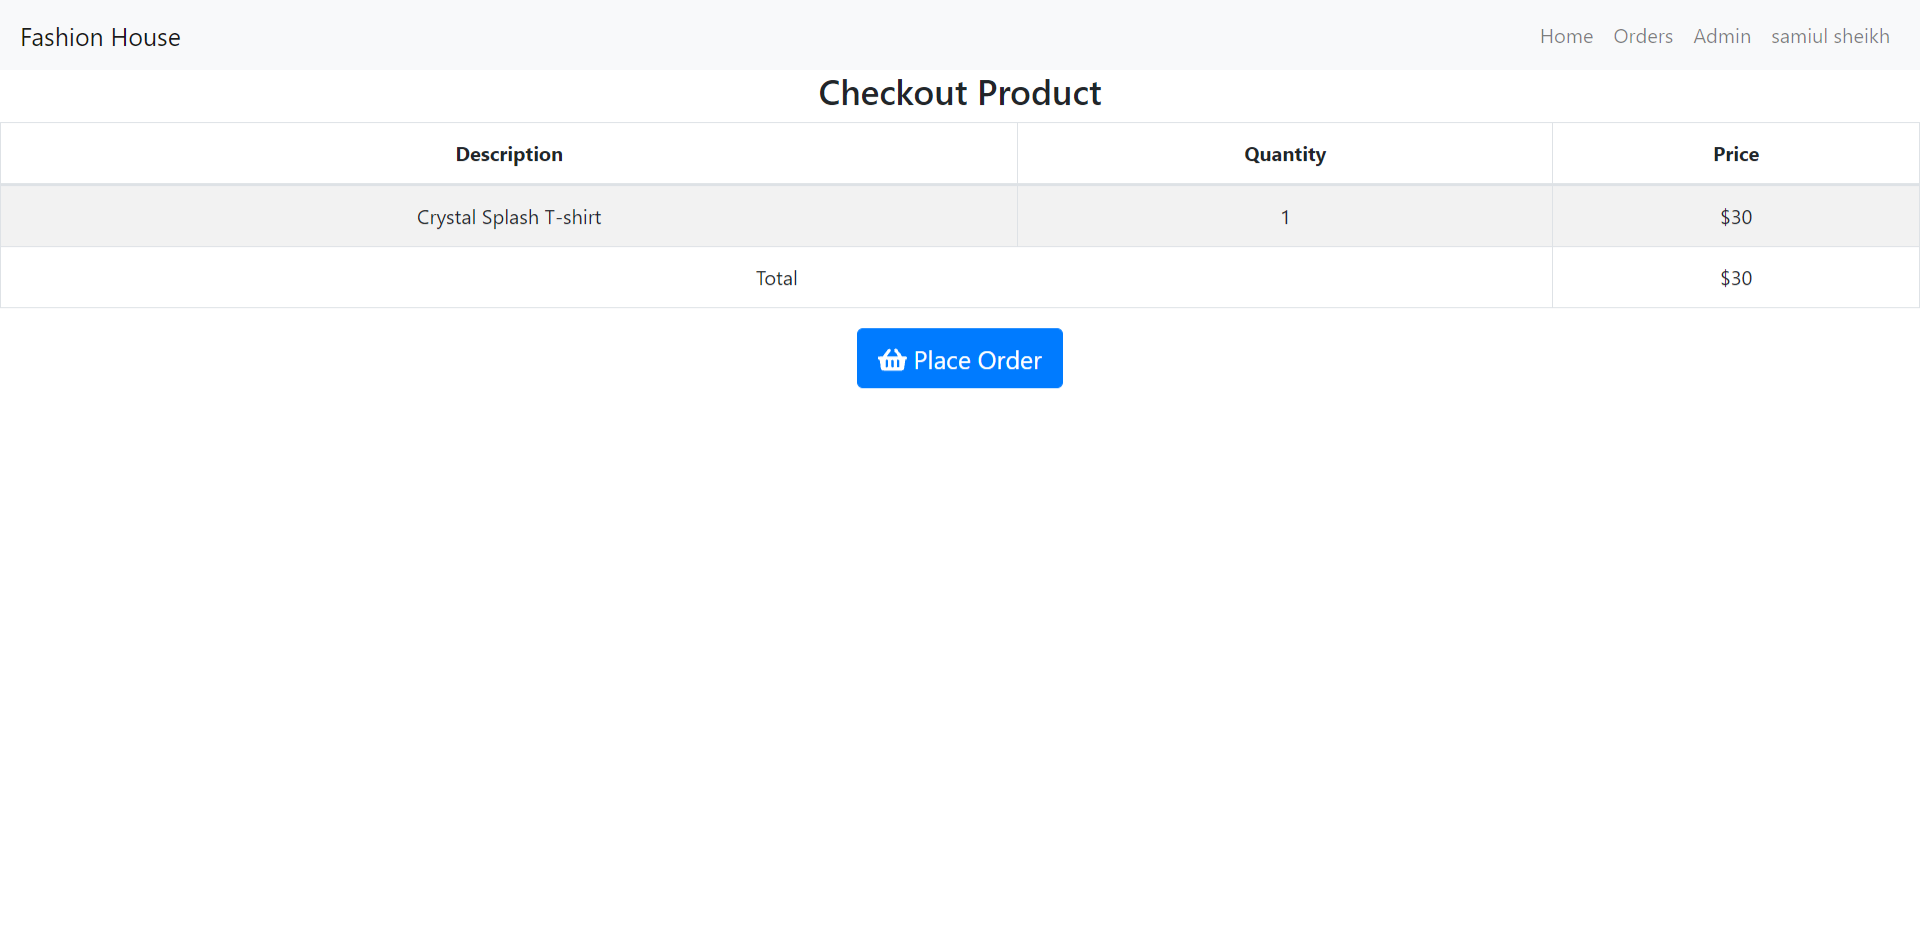 Fashion House Home Orders Admin samiul sheikh
Checkout Product
Description Quantity Price
Crystal Splash T-shirt 1 $30
Total $30
Place Order